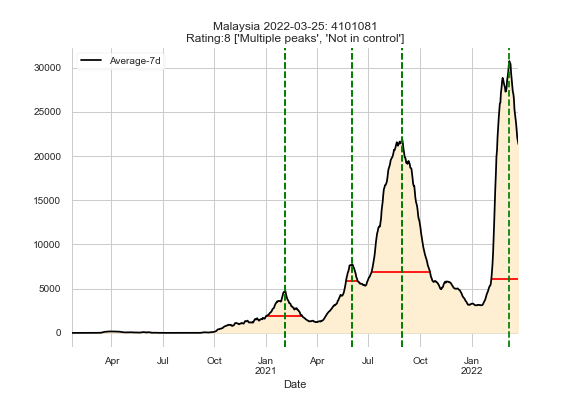 Malaysia 2022-03-25: 4101081
Rating:8 ['Multiple peaks', 'Not in control']
Average-7d
30000
25000
20000
15000
10000
5000
0
Apr Jul Oct Jan Apr Jul Oct Jan
2021 2022
Date